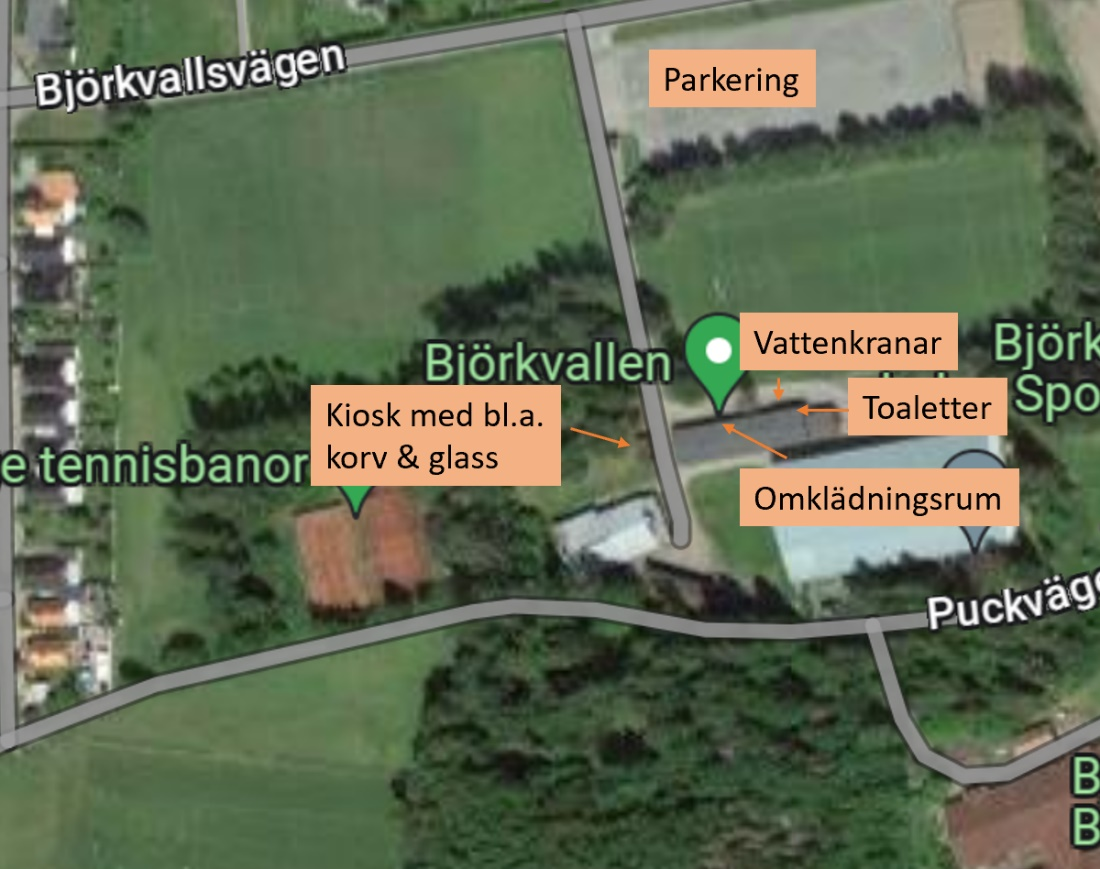 Björkvallsvägen
Parkering
Vattenkranar
Björkvallen
Björk
Spo
Toaletter
Kiosk med bl.a.
korv & glass
e tennisbanor
Omklädningsrum
Puckväge
B
B